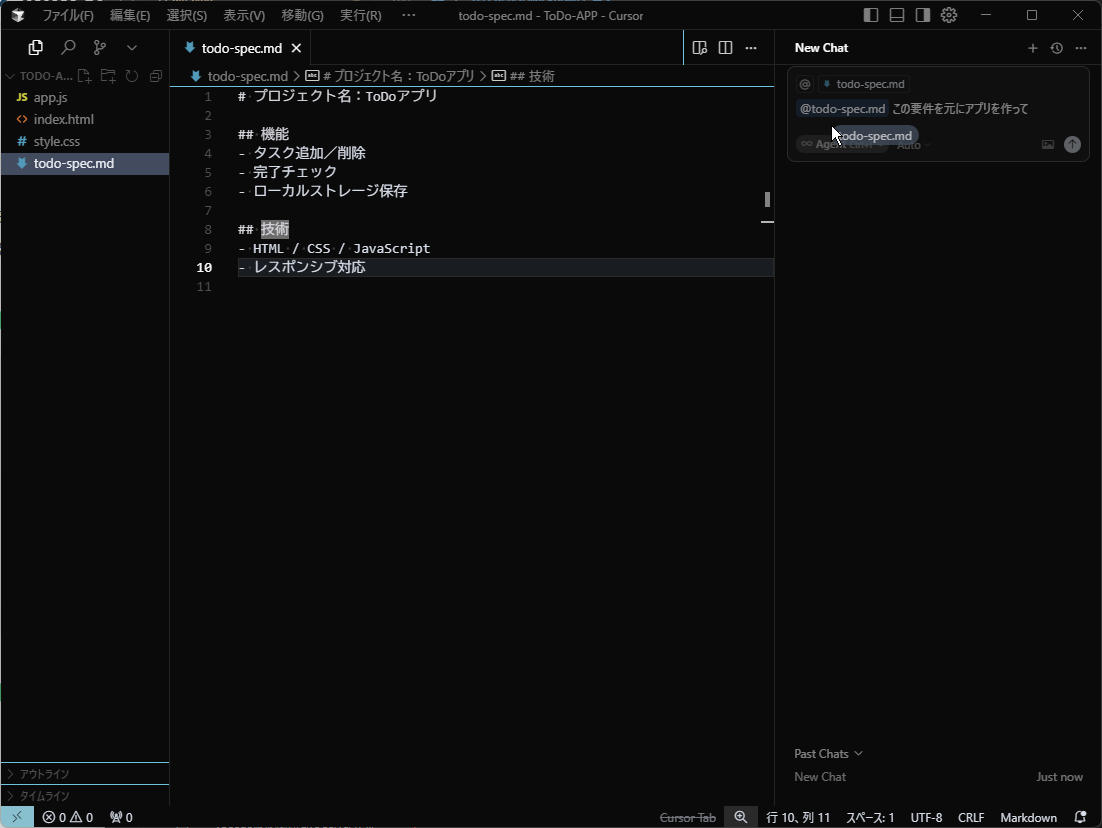 ファイル(F) 編集(E) 選択(S) 表示(V) 移動(G) 実行(R) ··· todo-spec.md - ToDo-APP - Cursor
todo-spec.md
New Chat
TODO-A...
todo-spec.md > # プロジェクト名：ToDoアプリ > ## 技術
JS app.js
<> index.html
# style.css
todo-spec.md
1 # プロジェクト名：ToDoアプリ
2
3 ## 機能
4 - タスク追加／削除
5 - 完了チェック
6 - ローカルストレージ保存
7
8 ## 技術
9 - HTML / CSS / JavaScript
10 - レスポンシブ対応
11
@ todo-spec.md
@todo-spec.md この要件を元にアプリを作って
todo-spec.md
Agent Auto
Past Chats
New Chat Just now
アウトライン
タイムライン
0 0 0 Cursor Tab 行 10、列 11 スペース: 1 UTF-8 CRLF Markdown